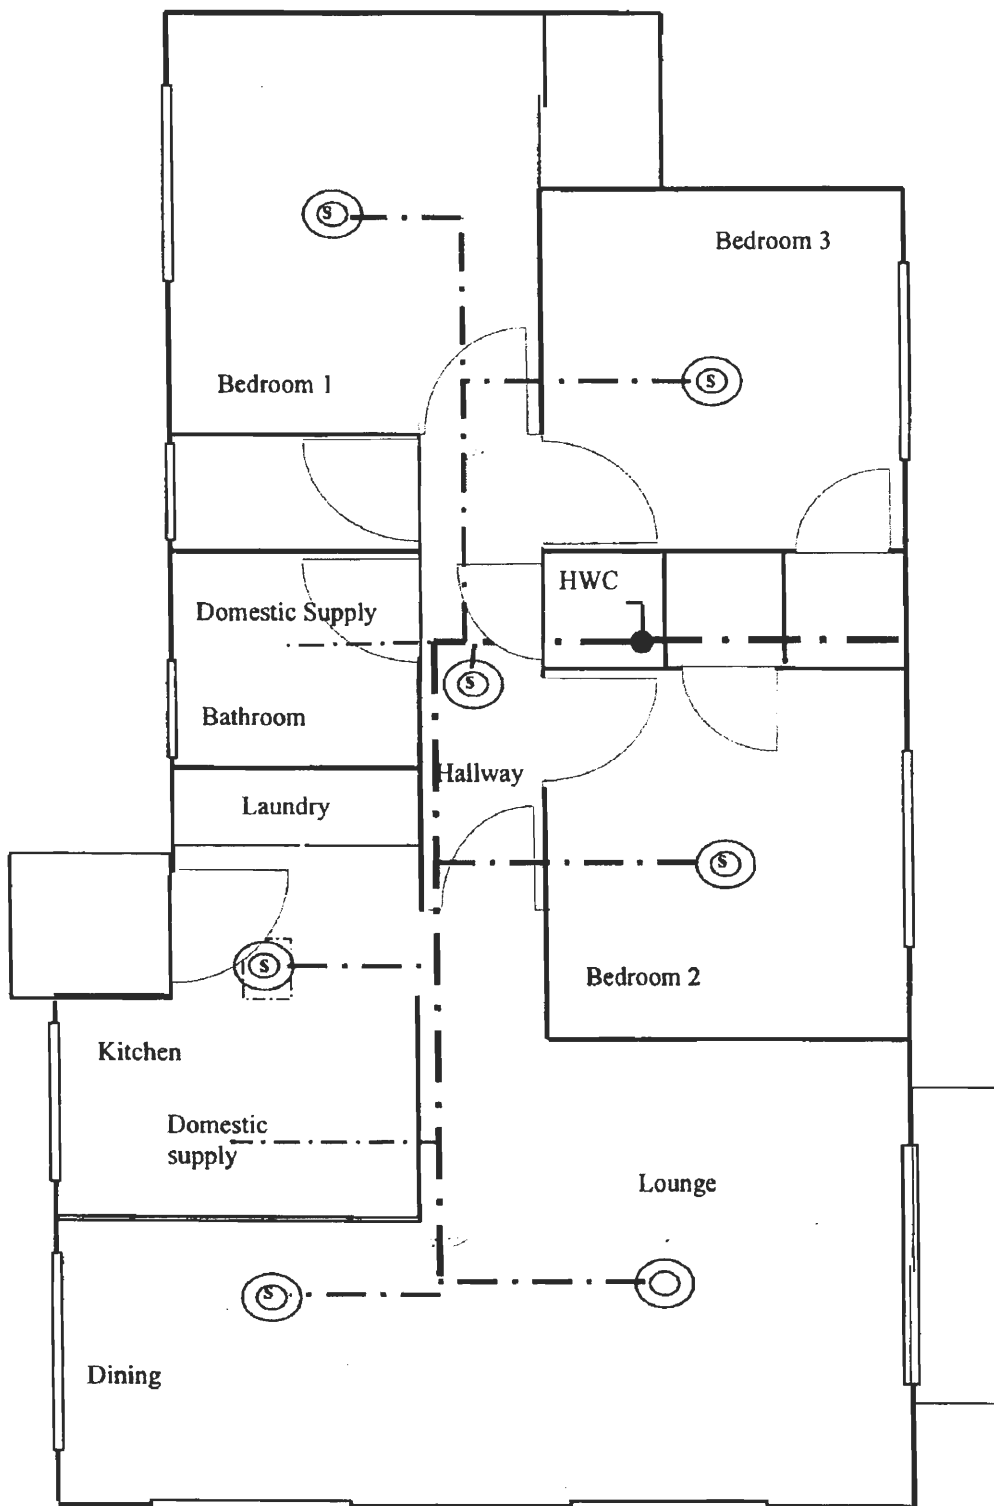 S
Bedroom 3
Bedroom 1
S
HWC
Domestic Supply
S
Bathroom
Hallway
Laundry
S
S
Bedroom 2
Kitchen
Domestic
supply
Lounge
S
Dining